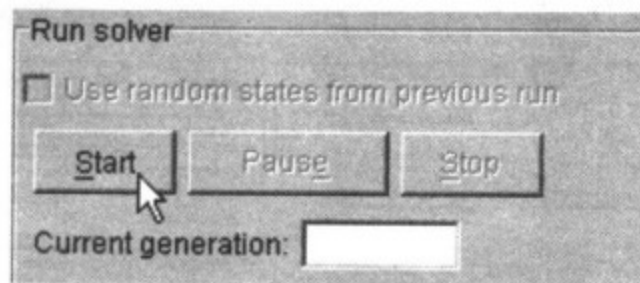 Run solver
Use random states from previous run
Start Pause Stop
Current generation: